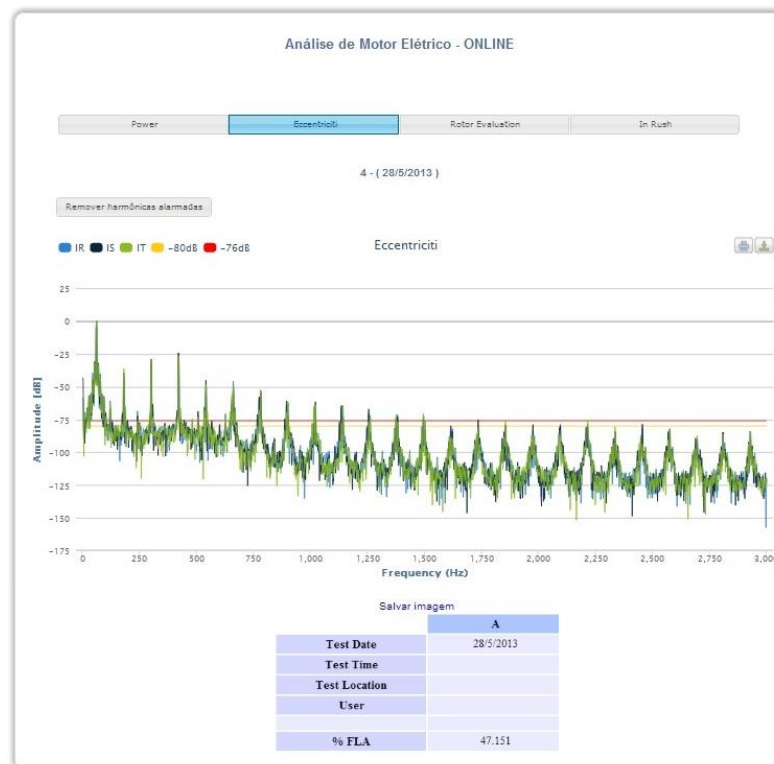 Análise de Motor Elétrico - ONLINE
Power Eccentriciti Rotor Evaluation In Rush
4 - ( 28/5/2013 )
Remover harmônicas alarmadas
IR IS IT -80dB -76dB
Eccentriciti
Amplitude [dB]
25
0
-25
-50
-75
-100
-125
-150
-175
0 250 500 750 1,000 1,250 1,500 1,750 2,000 2,250 2,500 2,750 3,000
Frequency (Hz)
Salvar imagem
A
Test Date 28/5/2013
Test Time
Test Location
User
% FLA 47.151